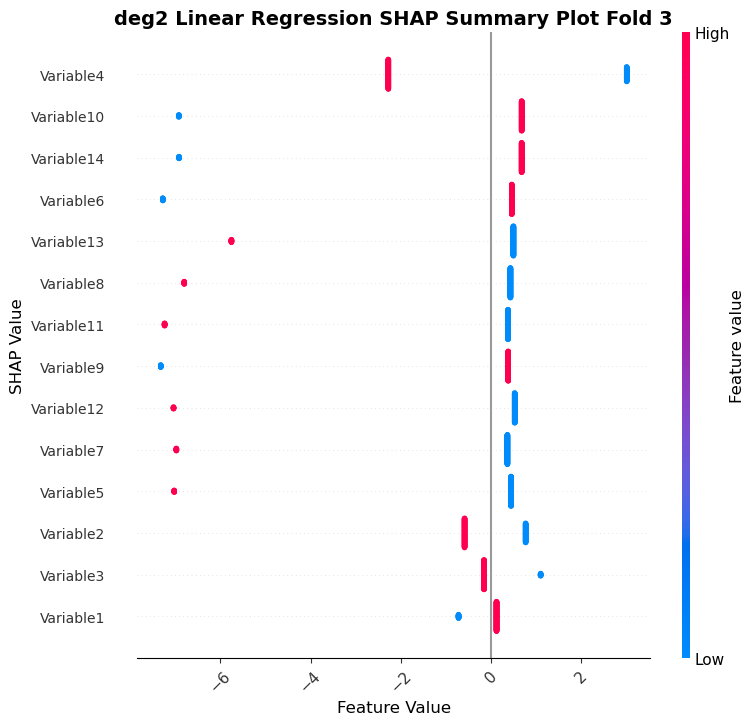 deg2 Linear Regression SHAP Summary Plot Fold 3
High
Variable4
Variable10
Variable14
Variable6
Variable13
Variable8
Variable11
Variable9
Variable12
Variable7
Variable5
Variable2
Variable3
Variable1
SHAP Value
Feature value
Low
−6
−4
−2
0
2
Feature Value